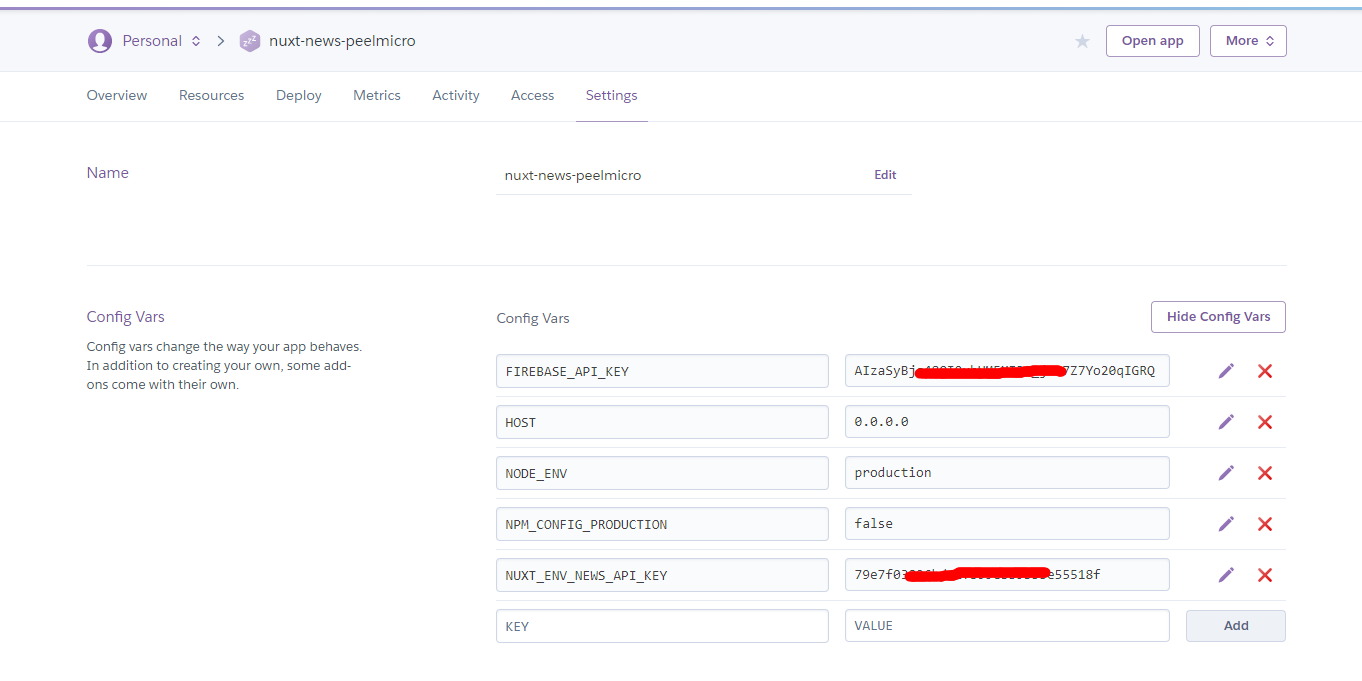 Personal > nuxt-news-peelmicro
Open app
More
Overview Resources Deploy Metrics Activity Access Settings
Name
nuxt-news-peelmicro
Edit
Config Vars
Config vars change the way your app behaves.
In addition to creating your own, some add-
ons come with their own.
Config Vars
Hide Config Vars
FIREBASE_API_KEY AIzaSyBj 7Z7Yo20qIGRQ
HOST 0.0.0.0
NODE_ENV production
NPM_CONFIG_PRODUCTION false
NUXT_ENV_NEWS_API_KEY 79e7f03 e55518f
KEY VALUE Add